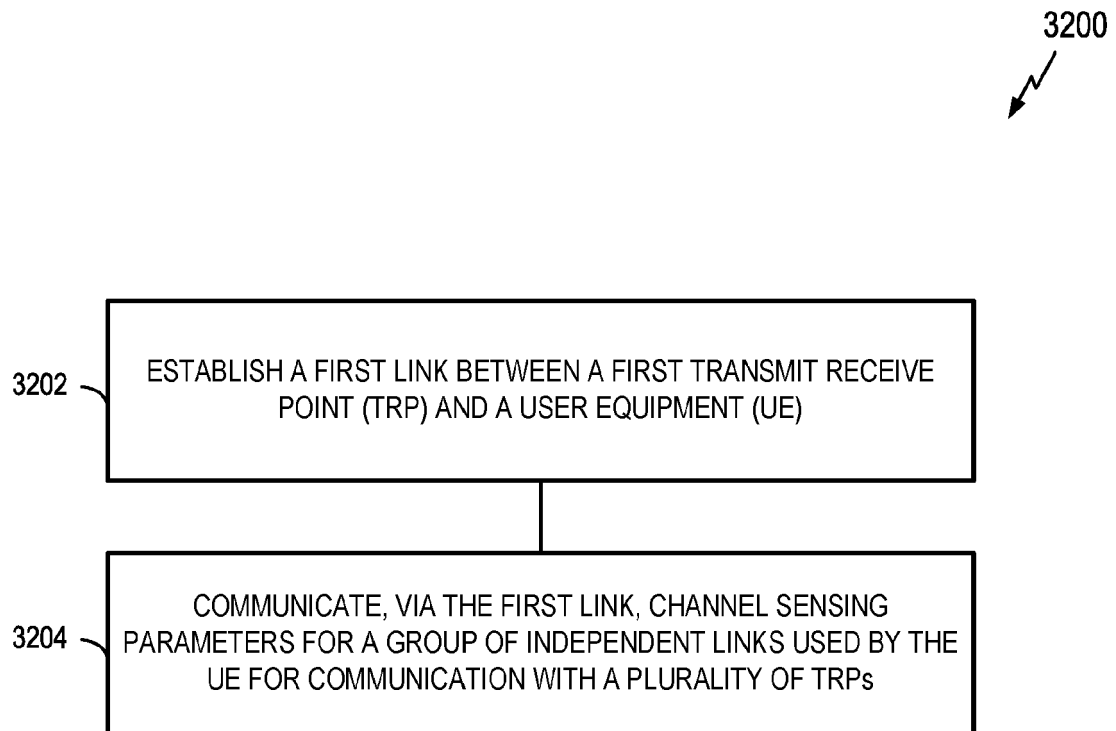 3200
3202
ESTABLISH A FIRST LINK BETWEEN A FIRST TRANSMIT RECEIVE
POINT (TRP) AND A USER EQUIPMENT (UE)
3204
COMMUNICATE, VIA THE FIRST LINK, CHANNEL SENSING
PARAMETERS FOR A GROUP OF INDEPENDENT LINKS USED BY THE
UE FOR COMMUNICATION WITH A PLURALITY OF TRPs